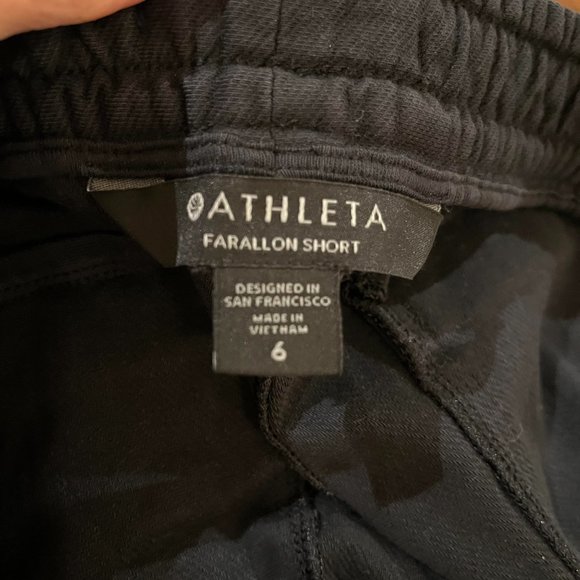 ATHLETA
FARALLON SHORT
DESIGNED IN
SAN FRANCISCO
MADE IN
VIETNAM
6